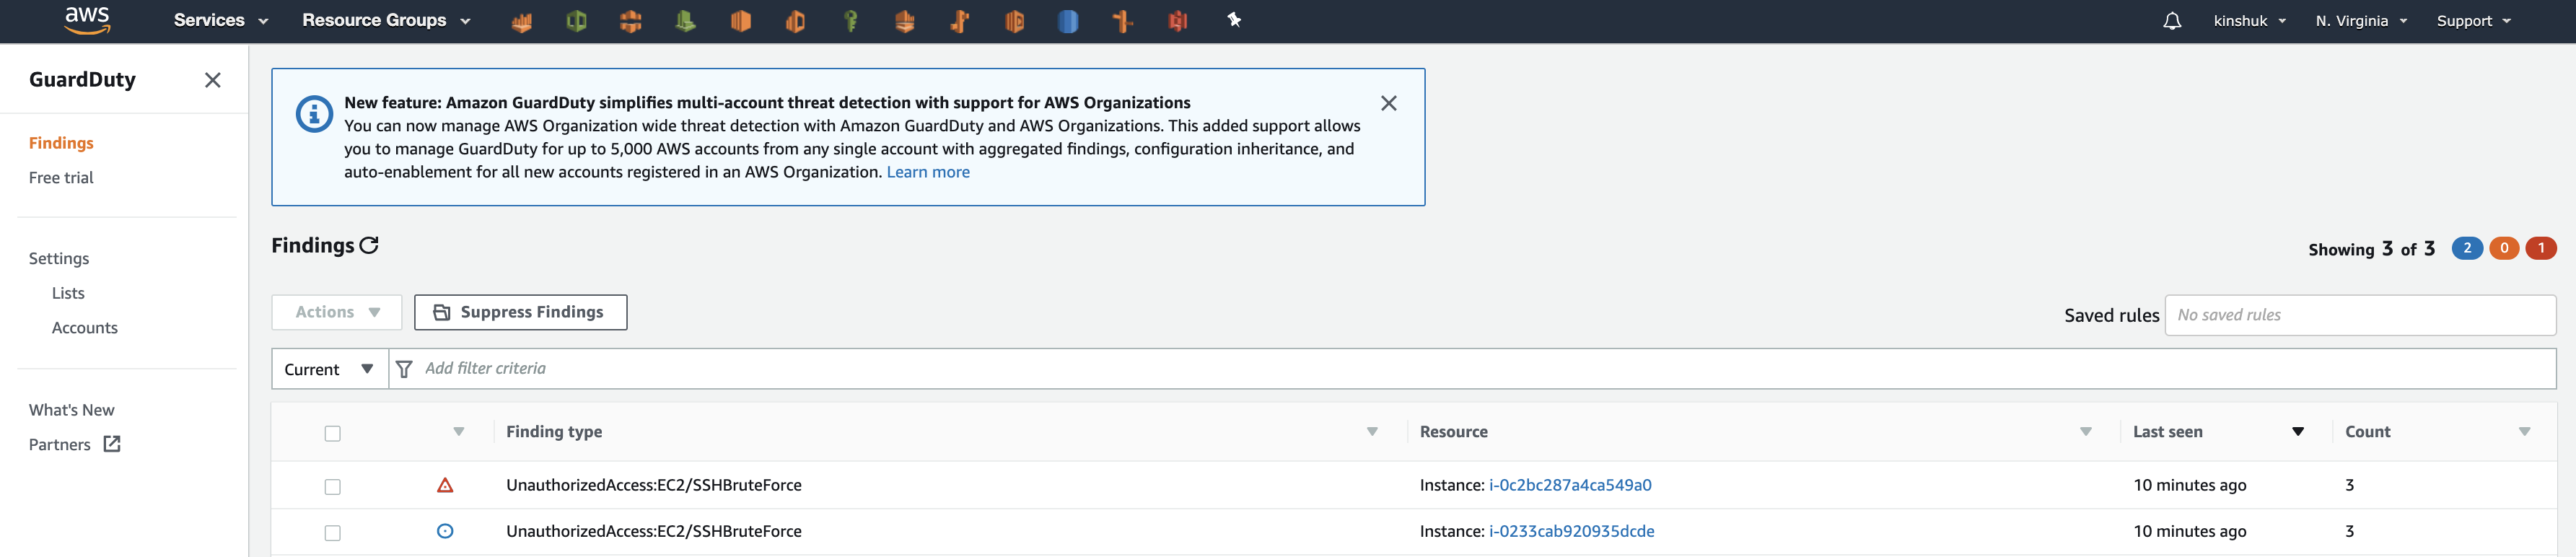 aws Services Resource Groups kinshuk N. Virginia Support
GuardDuty
Findings
Free trial
Settings
Lists
Accounts
What's New
Partners
New feature: Amazon GuardDuty simplifies multi-account threat detection with support for AWS Organizations
You can now manage AWS Organization wide threat detection with Amazon GuardDuty and AWS Organizations. This added support allows
you to manage GuardDuty for up to 5,000 AWS accounts from any single account with aggregated findings, configuration inheritance, and
auto-enablement for all new accounts registered in an AWS Organization. Learn more
Findings Showing 3 of 3 2 0 1
Actions Suppress Findings Saved rules No saved rules
Current Add filter criteria
Finding type Resource Last seen Count
UnauthorizedAccess:EC2/SSHBruteForce Instance: i-0c2bc287a4ca549a0 10 minutes ago 3
UnauthorizedAccess:EC2/SSHBruteForce Instance: i-0233cab920935dcde 10 minutes ago 3